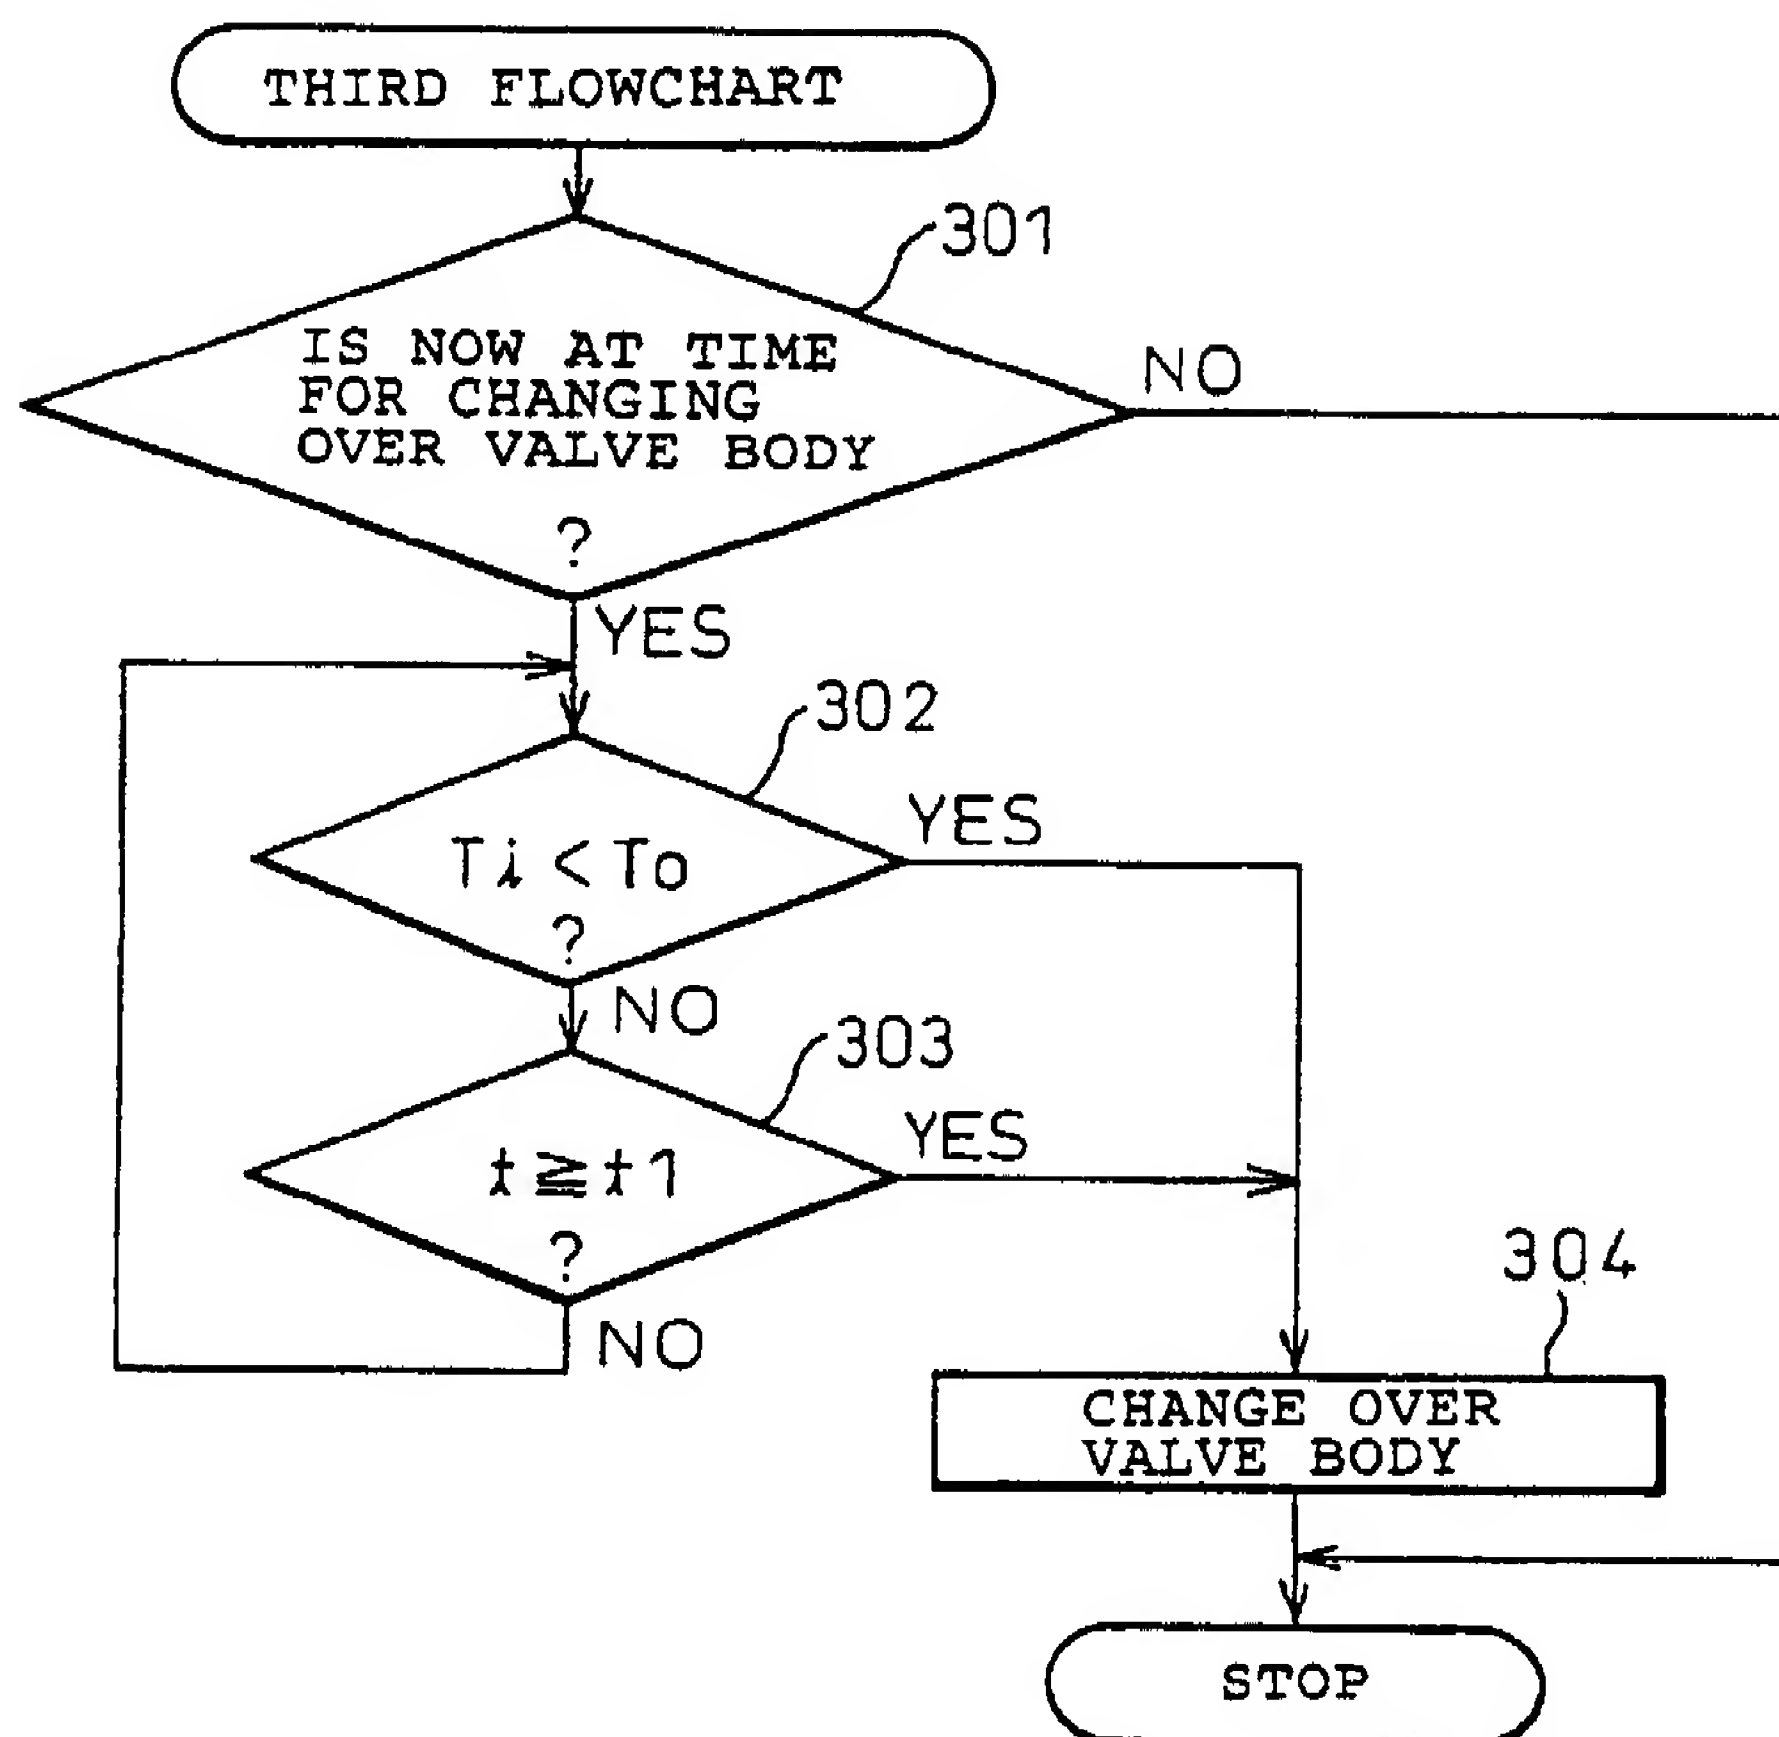 THIRD FLOWCHART
301
IS NOW AT TIME
FOR CHANGING
OVER VALVE BODY
?
NO
YES
302
Ti < To
?
YES
NO
303
t ≧ t1
?
YES
NO
304
CHANGE OVER
VALVE BODY
STOP